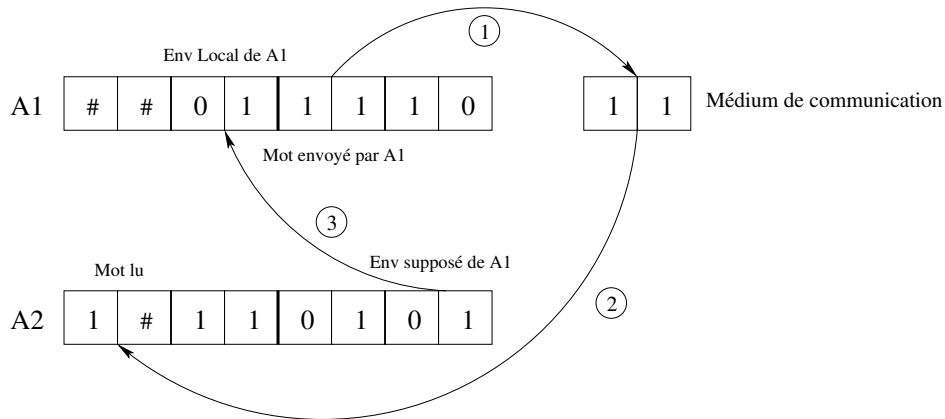 1
Env Local de A1
A1 # # 0 1 1 1 1 0 1 1 Médium de communication
Mot envoyé par A1
3
Mot lu Env supposé de A1
2
A2 1 # 1 1 0 1 0 1